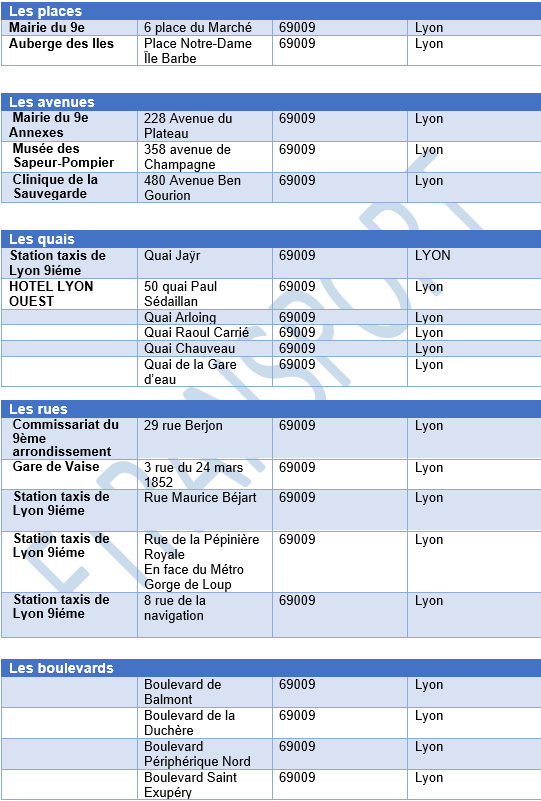 Les places
Mairie du 9e 6 place du Marché 69009 Lyon
Auberge des Iles Place Notre-Dame 69009 Lyon
Île Barbe
Les avenues
Mairie du 9e 228 Avenue du 69009 Lyon
Annexes Plateau
Musée des 358 avenue de 69009 Lyon
Sapeur-Pompier Champagne
Clinique de la 480 Avenue Ben 69009 Lyon
Sauvegarde Gourion
Les quais
Station taxis de Quai Jaÿr 69009 LYON
Lyon 9iéme
HOTEL LYON 50 quai Paul 69009 Lyon
OUEST Sédaillan
Quai Arloing 69009 Lyon
Quai Raoul Carrié 69009 Lyon
Quai Chauveau 69009 Lyon
Quai de la Gare 69009 Lyon
d'eau
Les rues
Commissariat du 29 rue Berjon 69009 Lyon
9ème
arrondissement
Gare de Vaise 3 rue du 24 mars 69009 Lyon
1852
Station taxis de Rue Maurice Béjart 69009 Lyon
Lyon 9iéme
Station taxis de Rue de la Pépinière 69009 Lyon
Lyon 9iéme Royale
En face du Métro
Gorge de Loup
Station taxis de 8 rue de la 69009 Lyon
Lyon 9iéme navigation
Les boulevards
Boulevard de 69009 Lyon
Balmont
Boulevard de la 69009 Lyon
Duchère
Boulevard 69009 Lyon
Périphérique Nord
Boulevard Saint 69009 Lyon
Exupéry